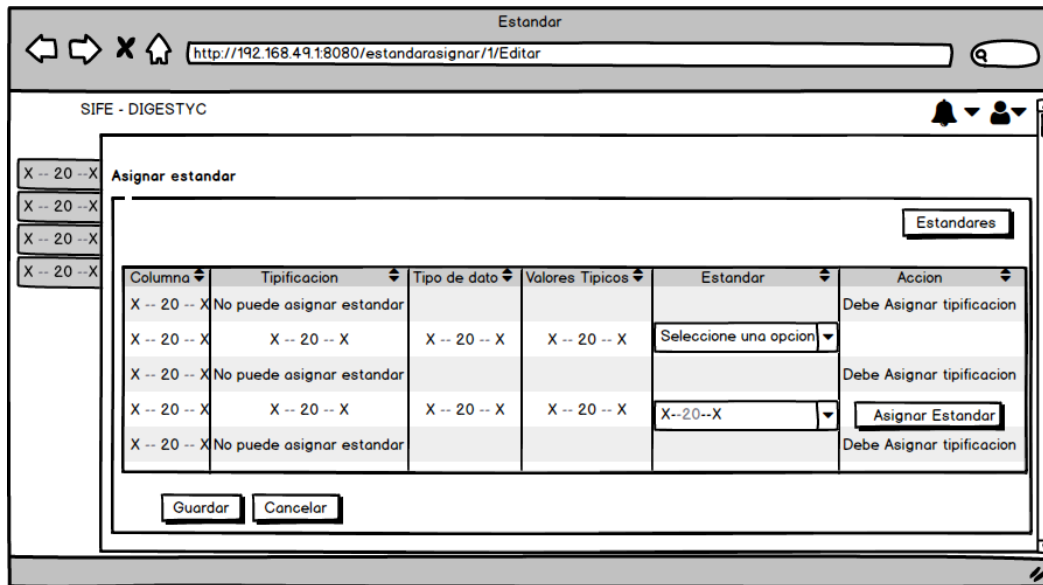 Estandar
http://192.168.49.1:8080/estandarasignar/1/Editar
SIFE - DIGESTYC
X -- 20 --X
X -- 20 --X
X -- 20 --X
X -- 20 --X
Asignar estandar
Estandares
Columna Tipificacion Tipo de dato Valores Tipicos Estandar Accion
X -- 20 -- X No puede asignar estandar Debe Asignar tipificacion
X -- 20 -- X X -- 20 -- X X -- 20 -- X X -- 20 -- X Seleccione una opcion
X -- 20 -- X No puede asignar estandar Debe Asignar tipificacion
X -- 20 -- X X -- 20 -- X X -- 20 -- X X -- 20 -- X X--20--X Asignar Estandar
X -- 20 -- X No puede asignar estandar Debe Asignar tipificacion
Guardar Cancelar